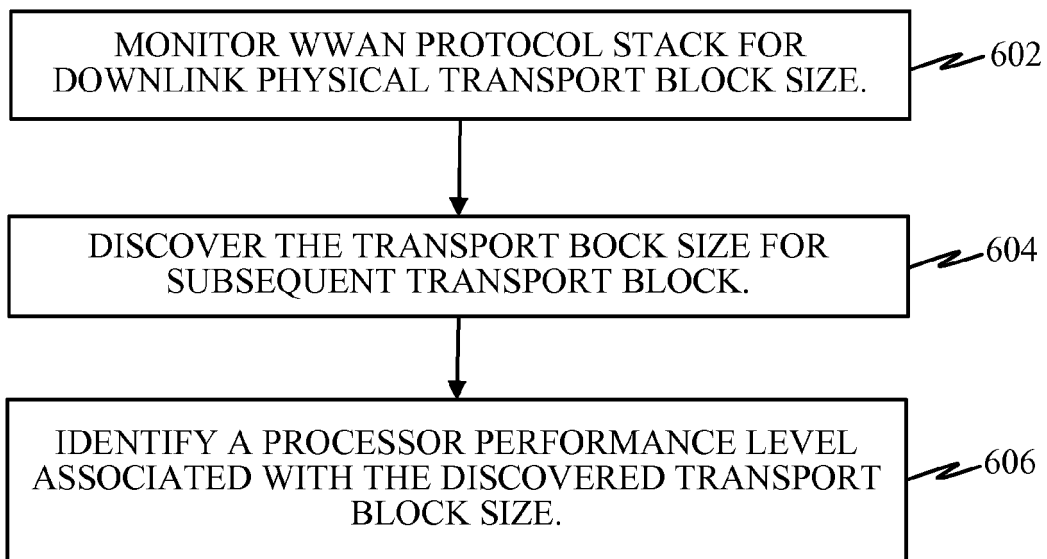 MONITOR WWAN PROTOCOL STACK FOR
DOWNLINK PHYSICAL TRANSPORT BLOCK SIZE.
602
DISCOVER THE TRANSPORT BOCK SIZE FOR
SUBSEQUENT TRANSPORT BLOCK.
604
IDENTIFY A PROCESSOR PERFORMANCE LEVEL
ASSOCIATED WITH THE DISCOVERED TRANSPORT
BLOCK SIZE.
606